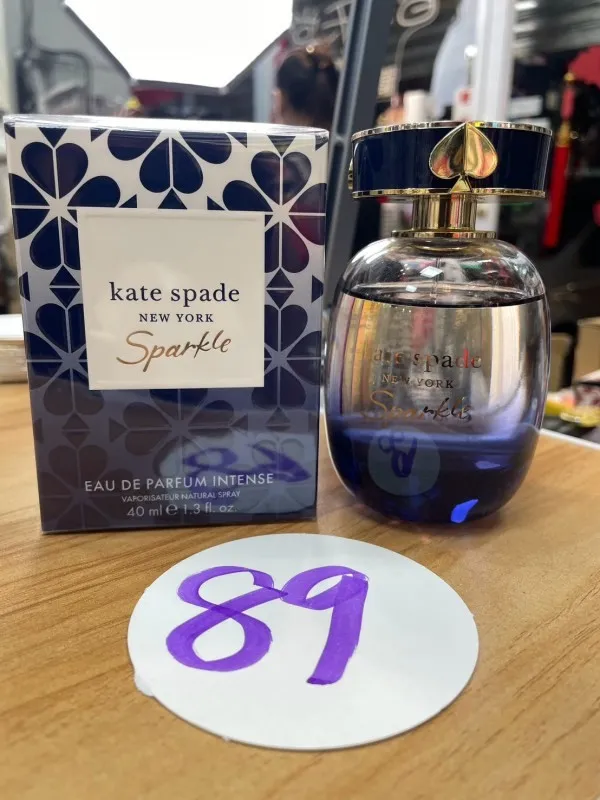 kate spade
NEW YORK
Sparkle
EAU DE PARFUM INTENSE
VAPORISATEUR NATURAL SPRAY
40 ml e 1.3 fl. oz.
kate spade
NEW YORK
Sparkle
89